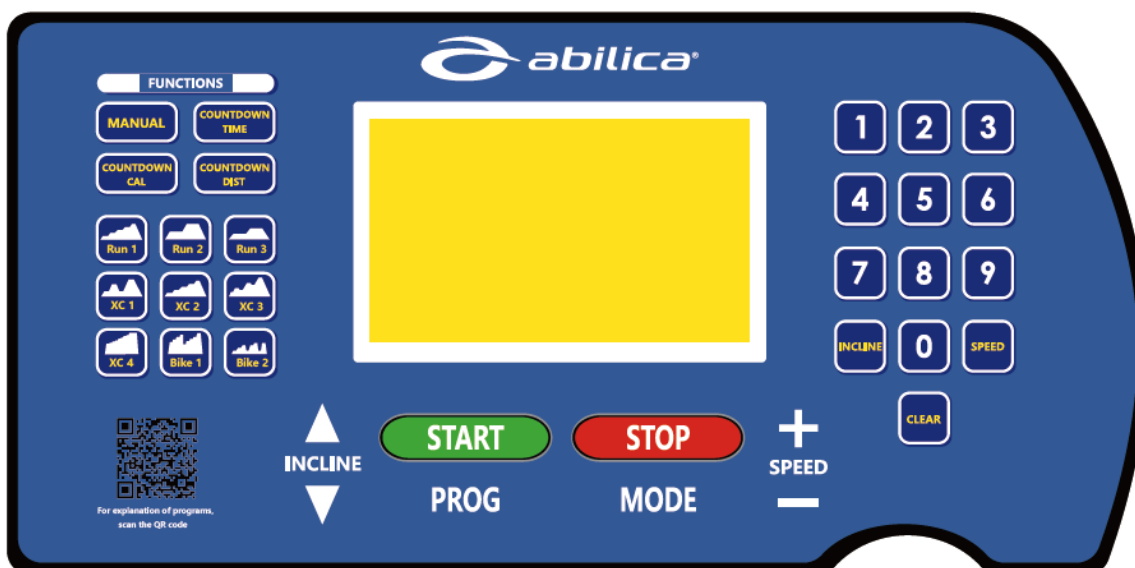 abilica®
FUNCTIONS
MANUAL
COUNTDOWN
TIME
COUNTDOWN
CAL
COUNTDOWN
DIST
Run 1
Run 2
Run 3
XC 1
XC 2
XC 3
XC 4
Bike 1
Bike 2
For explanation of programs,
scan the QR code
INCLINE
START
PROG
STOP
MODE
+
SPEED
−
1 2 3
4 5 6
7 8 9
INCLINE 0 SPEED
CLEAR